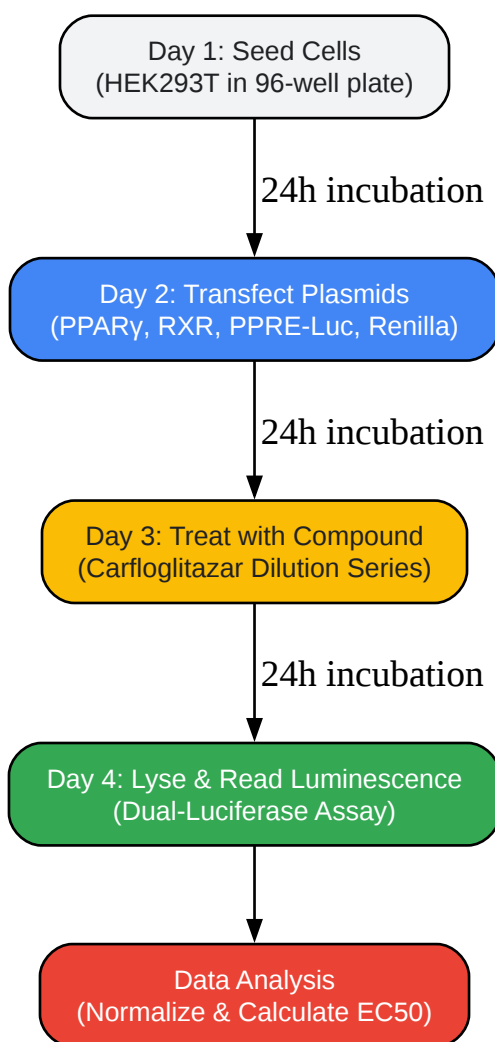 Day 1: Seed Cells
(HEK293T in 96-well plate)
24h incubation
Day 2: Transfect Plasmids
(PPARγ, RXR, PPRE-Luc, Renilla)
24h incubation
Day 3: Treat with Compound
(Carfloglitazar Dilution Series)
24h incubation
Day 4: Lyse & Read Luminescence
(Dual-Luciferase Assay)
Data Analysis
(Normalize & Calculate EC50)